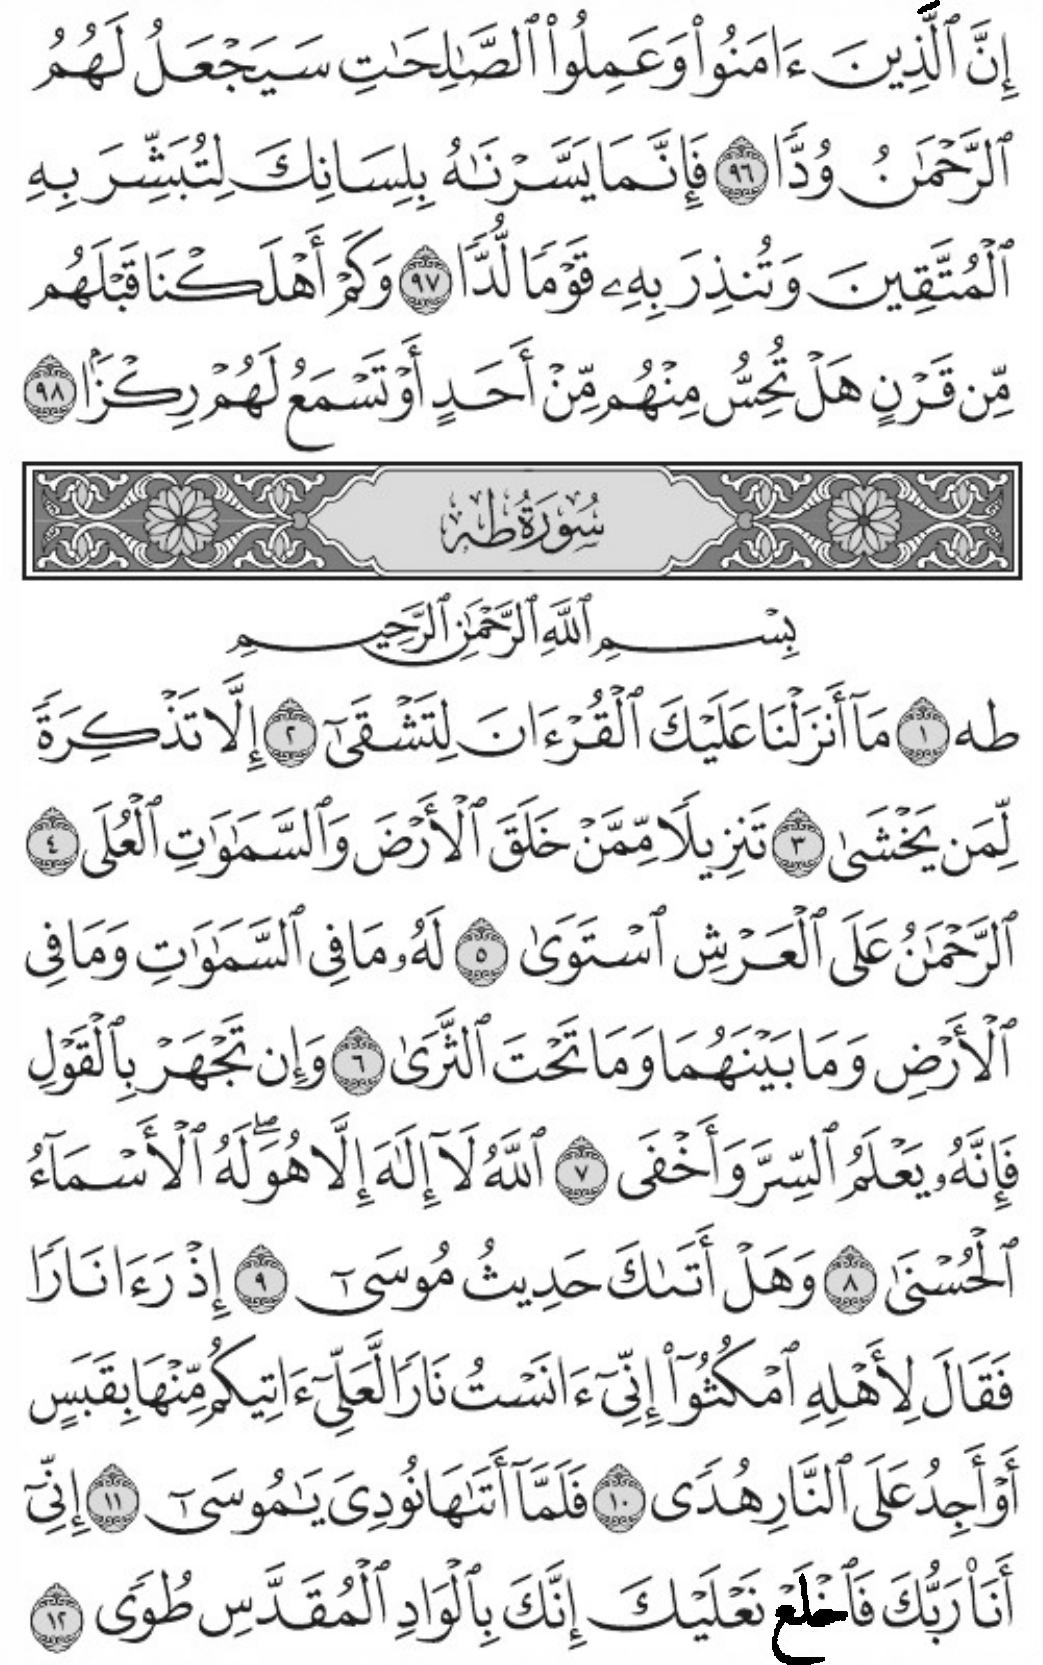 إِنَّ ٱلَّذِينَ ءَامَنُوا۟ وَعَمِلُوا۟ ٱلصَّٰلِحَٰتِ سَيَجْعَلُ لَهُمُ
ٱلرَّحْمَٰنُ وُدًّا ٩٦ فَإِنَّمَا يَسَّرْنَٰهُ بِلِسَانِكَ لِتُبَشِّرَ بِهِ
ٱلْمُتَّقِينَ وَتُنذِرَ بِهِۦ قَوْمًا لُّدًّا ٩٧ وَكَمْ أَهْلَكْنَا قَبْلَهُم
مِّن قَرْنٍ هَلْ تُحِسُّ مِنْهُم مِّنْ أَحَدٍ أَوْ تَسْمَعُ لَهُمْ رِكْزًۢا ٩٨
سُورَةُ طه
بِسْمِ ٱللَّهِ ٱلرَّحْمَٰنِ ٱلرَّحِيمِ
طه ١ مَآ أَنزَلْنَا عَلَيْكَ ٱلْقُرْءَانَ لِتَشْقَىٰٓ ٢ إِلَّا تَذْكِرَةً
لِّمَن يَخْشَىٰ ٣ تَنزِيلًا مِّمَّنْ خَلَقَ ٱلْأَرْضَ وَٱلسَّمَٰوَٰتِ ٱلْعُلَى ٤
ٱلرَّحْمَٰنُ عَلَى ٱلْعَرْشِ ٱسْتَوَىٰ ٥ لَهُۥ مَا فِى ٱلسَّمَٰوَٰتِ وَمَا فِى
ٱلْأَرْضِ وَمَا بَيْنَهُمَا وَمَا تَحْتَ ٱلثَّرَىٰ ٦ وَإِن تَجْهَرْ بِٱلْقَوْلِ
فَإِنَّهُۥ يَعْلَمُ ٱلسِّرَّ وَأَخْفَى ٧ ٱللَّهُ لَآ إِلَٰهَ إِلَّا هُوَ ۖ لَهُ ٱلْأَسْمَآءُ
ٱلْحُسْنَىٰ ٨ وَهَلْ أَتَىٰكَ حَدِيثُ مُوسَىٰٓ ٩ إِذْ رَءَا نَارًا
فَقَالَ لِأَهْلِهِ ٱمْكُثُوٓا۟ إِنِّىٓ ءَانَسْتُ نَارًا لَّعَلِّىٓ ءَاتِيكُم مِّنْهَا بِقَبَسٍ
أَوْ أَجِدُ عَلَى ٱلنَّارِ هُدًى ١٠ فَلَمَّآ أَتَىٰهَا نُودِىَ يَٰمُوسَىٰٓ ١١ إِنِّىٓ
أَنَا۠ رَبُّكَ فَٱخْلَعْ نَعْلَيْكَ إِنَّكَ بِٱلْوَادِ ٱلْمُقَدَّسِ طُوًى ١٢